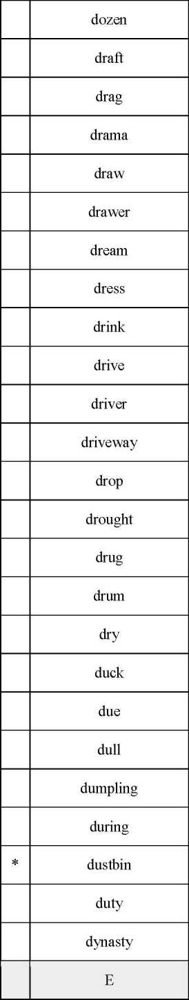 dozen
draft
drag
drama
draw
drawer
dream
dress
drink
drive
driver
driveway
drop
drought
drug
drum
dry
duck
due
dull
dumpling
during
* dustbin
duty
dynasty
E